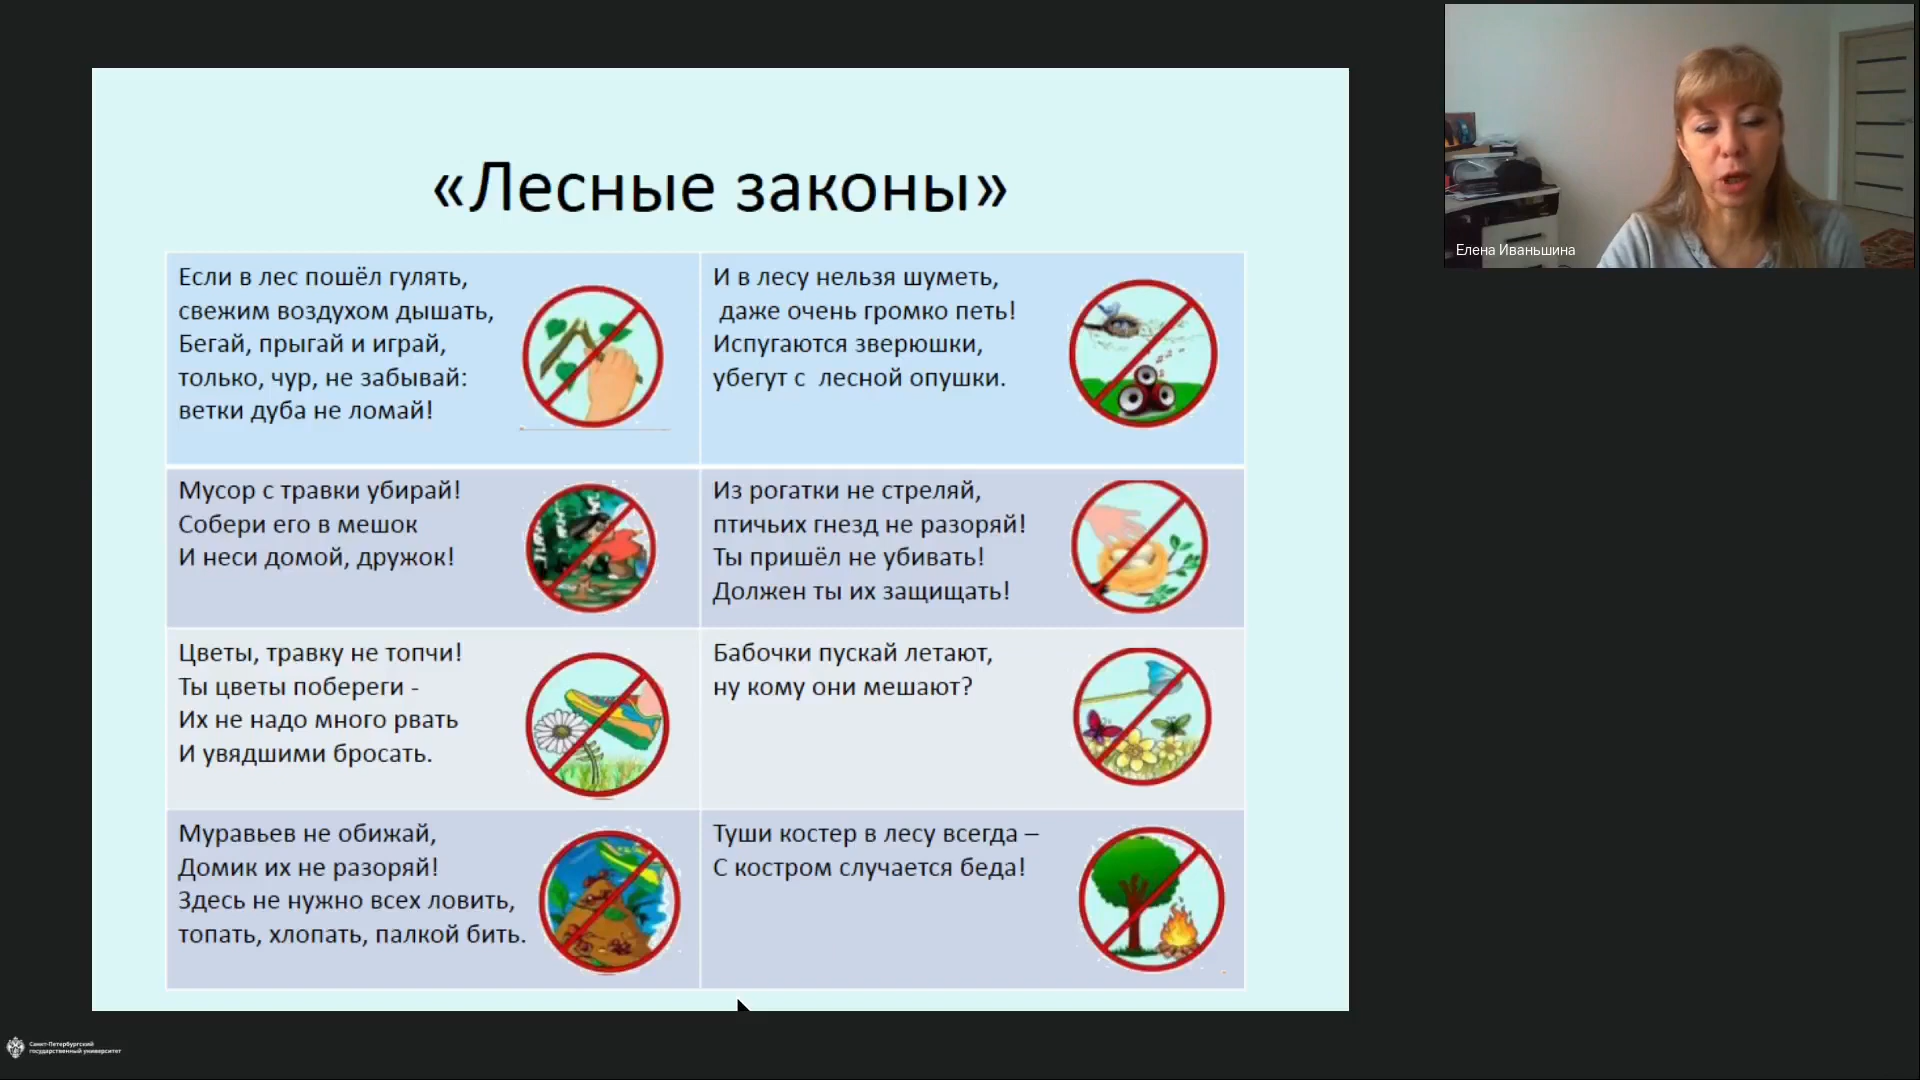 «Лесные законы»
Если в лес пошёл гулять,
свежим воздухом дышать,
Бегай, прыгай и играй,
только, чур, не забывай:
ветки дуба не ломай!
И в лесу нельзя шуметь,
даже очень громко петь!
Испугаются зверюшки,
убегут с лесной опушки.
Мусор с травки убирай!
Собери его в мешок
И неси домой, дружок!
Из рогатки не стреляй,
птичьих гнезд не разоряй!
Ты пришёл не убивать!
Должен ты их защищать!
Цветы, травку не топчи!
Ты цветы побереги -
Их не надо много рвать
И увядшими бросать.
Бабочки пускай летают,
ну кому они мешают?
Муравьев не обижай,
Домик их не разоряй!
Здесь не нужно всех ловить,
топать, хлопать, палкой бить.
Туши костер в лесу всегда –
С костром случается беда!
Елена Иваньшина
Санкт-Петербургский
государственный университет